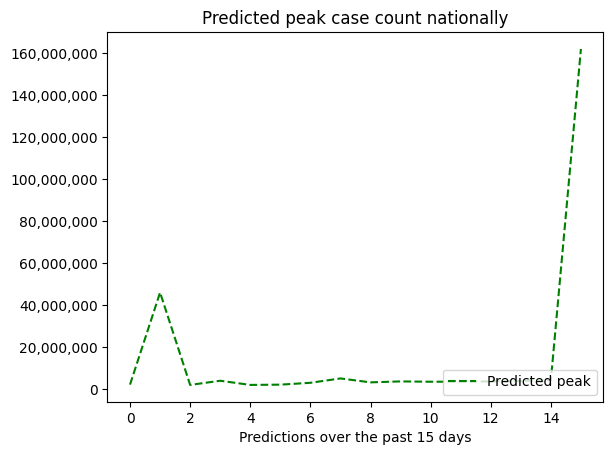 Predicted peak case count nationally
160,000,000
140,000,000
120,000,000
100,000,000
80,000,000
60,000,000
40,000,000
20,000,000
0
Predicted peak
0 2 4 6 8 10 12 14
Predictions over the past 15 days